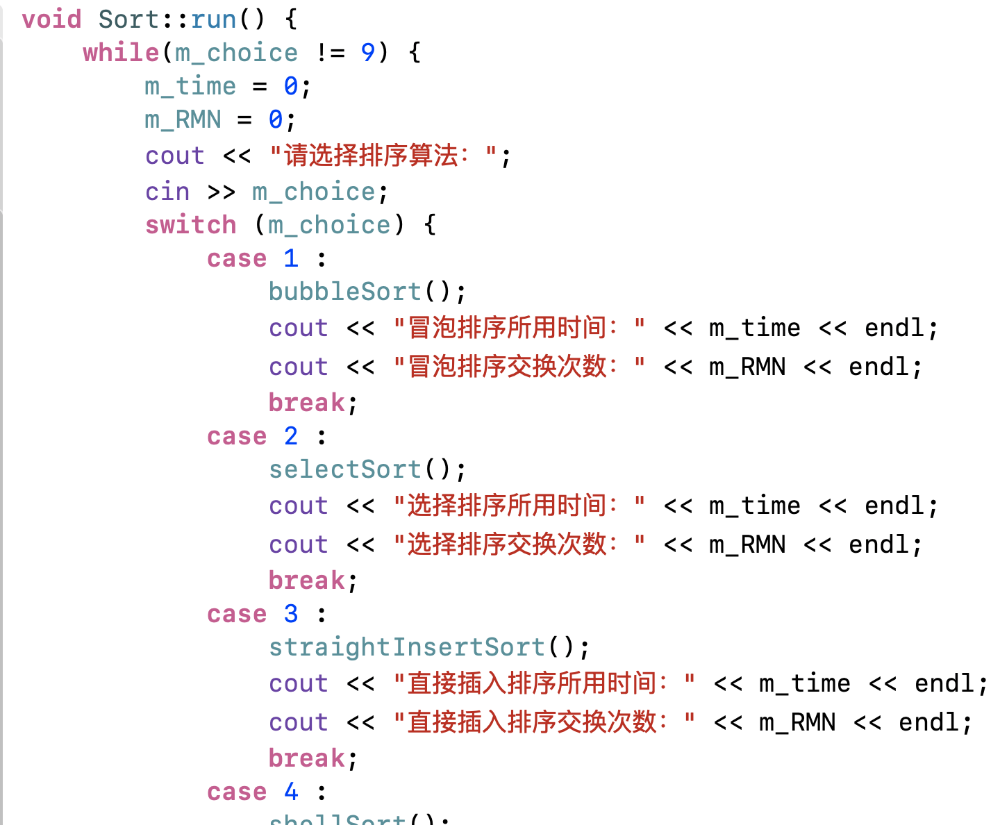 void Sort::run() {
    while(m_choice != 9) {
        m_time = 0;
        m_RMN = 0;
        cout << "请选择排序算法：";
        cin >> m_choice;
        switch (m_choice) {
            case 1 :
                bubbleSort();
                cout << "冒泡排序所用时间：" << m_time << endl;
                cout << "冒泡排序交换次数：" << m_RMN << endl;
                break;
            case 2 :
                selectSort();
                cout << "选择排序所用时间：" << m_time << endl;
                cout << "选择排序交换次数：" << m_RMN << endl;
                break;
            case 3 :
                straightInsertSort();
                cout << "直接插入排序所用时间：" << m_time << endl;
                cout << "直接插入排序交换次数：" << m_RMN << endl;
                break;
            case 4 :
                shellSort();